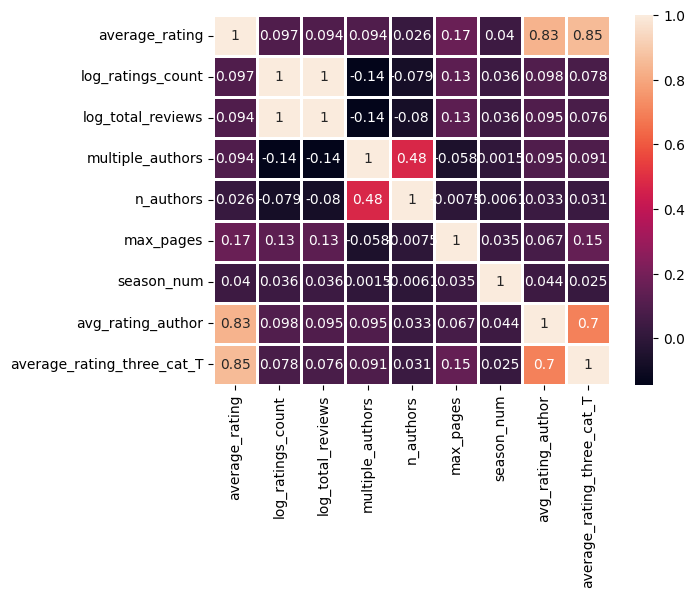 average_rating 1 0.097 0.094 0.094 0.026 0.17 0.04 0.83 0.85
log_ratings_count 0.097 1 1 -0.14 -0.079 0.13 0.036 0.098 0.078
log_total_reviews 0.094 1 1 -0.14 -0.08 0.13 0.036 0.095 0.076
multiple_authors 0.094 -0.14 -0.14 1 0.48 -0.058 0.0015 0.095 0.091
n_authors 0.026 -0.079 -0.08 0.48 1 -0.0075 -0.0061 0.033 0.031
max_pages 0.17 0.13 0.13 -0.058 -0.0075 1 0.035 0.067 0.15
season_num 0.04 0.036 0.036 0.0015 -0.0061 0.035 1 0.044 0.025
avg_rating_author 0.83 0.098 0.095 0.095 0.033 0.067 0.044 1 0.7
average_rating_three_cat_T 0.85 0.078 0.076 0.091 0.031 0.15 0.025 0.7 1
average_rating
log_ratings_count
log_total_reviews
multiple_authors
n_authors
max_pages
season_num
avg_rating_author
average_rating_three_cat_T
1.0
0.8
0.6
0.4
0.2
0.0